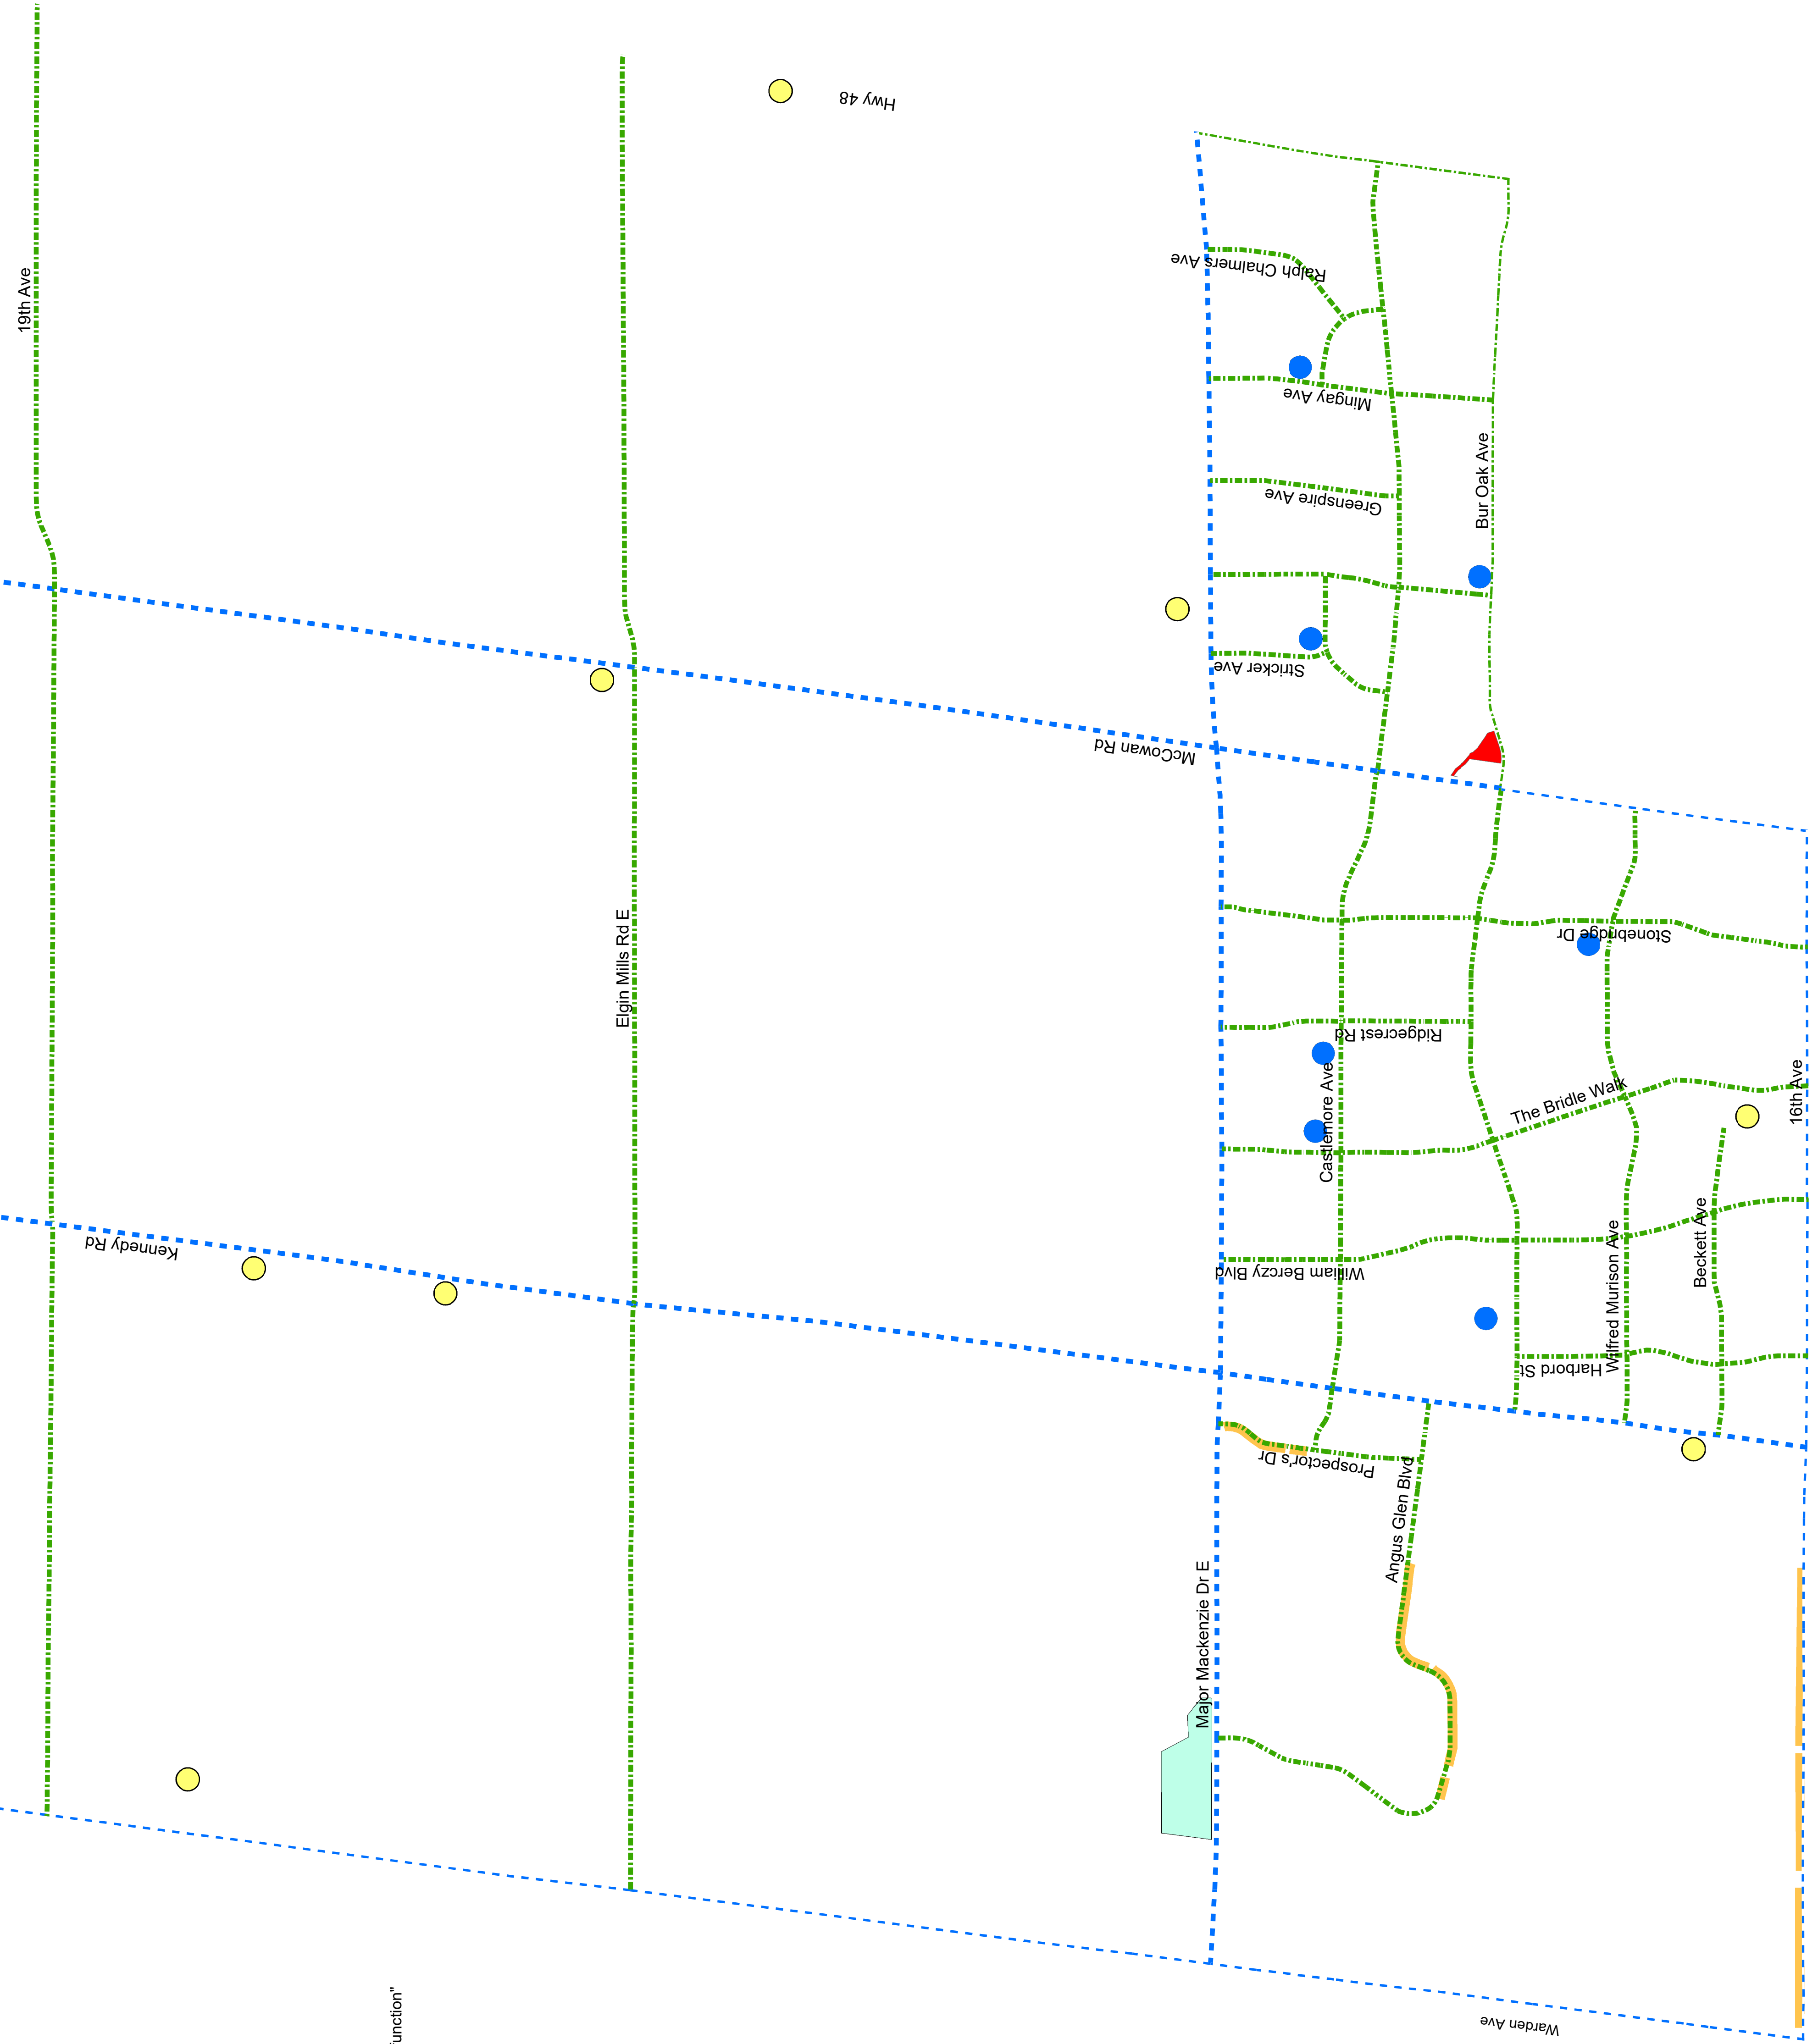 Hwy 48
19th Ave
Ralph Chalmers Ave
Mingay Ave
Bur Oak Ave
Greenspire Ave
Stricker Ave
McCowan Rd
Elgin Mills Rd E
Stonebridge Dr
Ridgecrest Rd
Castlemore Ave
The Bridle Walk
16th Ave
Kennedy Rd
William Berczy Blvd
Wilfred Murison Ave
Beckett Ave
Harbord St
Prospector's Dr
Angus Glen Blvd
Major Mackenzie Dr E
Warden Ave
unction"